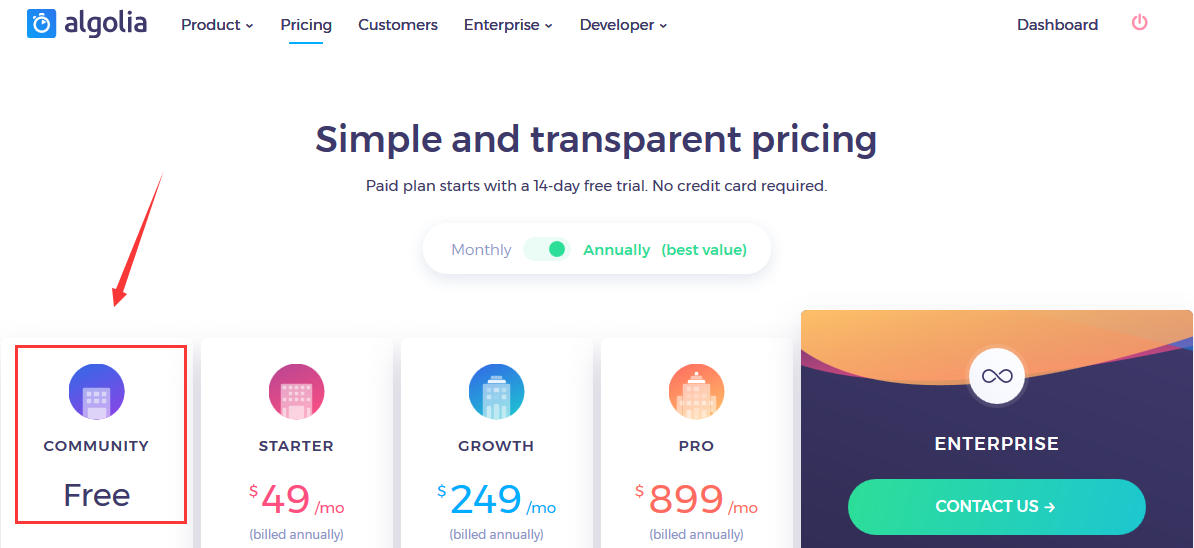 algolia
Product Pricing Customers Enterprise Developer Dashboard
Simple and transparent pricing
Paid plan starts with a 14-day free trial. No credit card required.
Monthly Annually (best value)
COMMUNITY
Free
STARTER
$49 /mo
(billed annually)
GROWTH
$249 /mo
(billed annually)
PRO
$899 /mo
(billed annually)
ENTERPRISE
CONTACT US →